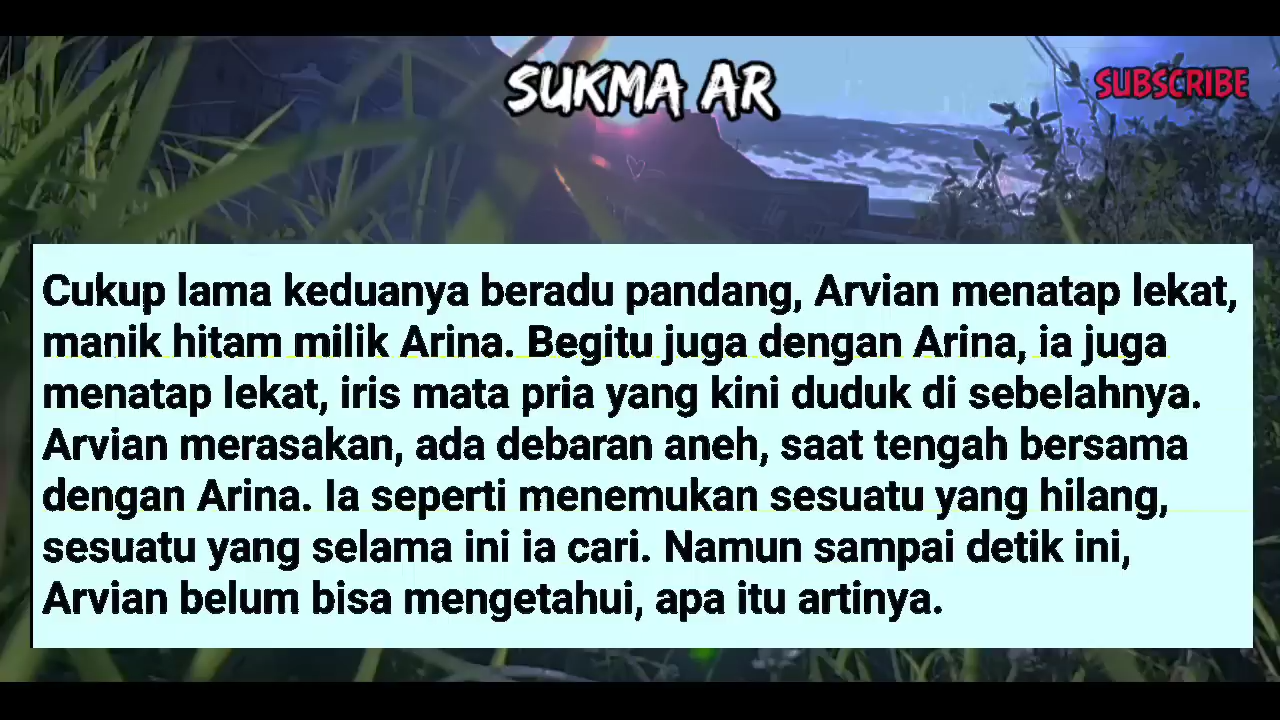 SUKMA AR
SUBSCRIBE
Cukup lama keduanya beradu pandang, Arvian menatap lekat,
manik hitam milik Arina. Begitu juga dengan Arina, ia juga
menatap lekat, iris mata pria yang kini duduk di sebelahnya.
Arvian merasakan, ada debaran aneh, saat tengah bersama
dengan Arina. Ia seperti menemukan sesuatu yang hilang,
sesuatu yang selama ini ia cari. Namun sampai detik ini,
Arvian belum bisa mengetahui, apa itu artinya.